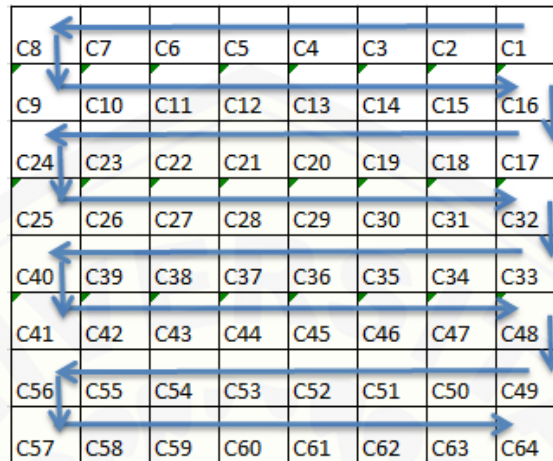 C8 C7 C6 C5 C4 C3 C2 C1
C9 C10 C11 C12 C13 C14 C15 C16
C24 C23 C22 C21 C20 C19 C18 C17
C25 C26 C27 C28 C29 C30 C31 C32
C40 C39 C38 C37 C36 C35 C34 C33
C41 C42 C43 C44 C45 C46 C47 C48
C56 C55 C54 C53 C52 C51 C50 C49
C57 C58 C59 C60 C61 C62 C63 C64